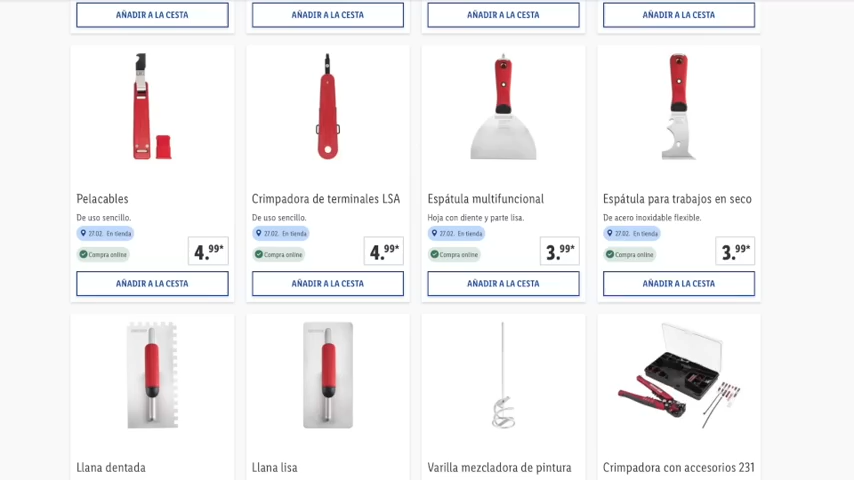 AÑADIR A LA CESTA AÑADIR A LA CESTA AÑADIR A LA CESTA AÑADIR A LA CESTA
Pelacables
De uso sencillo.
27.02. En tienda
Compra online
4.99*
AÑADIR A LA CESTA
Crimpadora de terminales LSA
De uso sencillo.
27.02. En tienda
Compra online
4.99*
AÑADIR A LA CESTA
Espátula multifuncional
Hoja con diente y parte lisa.
27.02. En tienda
Compra online
3.99*
AÑADIR A LA CESTA
Espátula para trabajos en seco
De acero inoxidable flexible.
27.02. En tienda
Compra online
3.99*
AÑADIR A LA CESTA
Llana dentada
Llana lisa
Varilla mezcladora de pintura
Crimpadora con accesorios 231